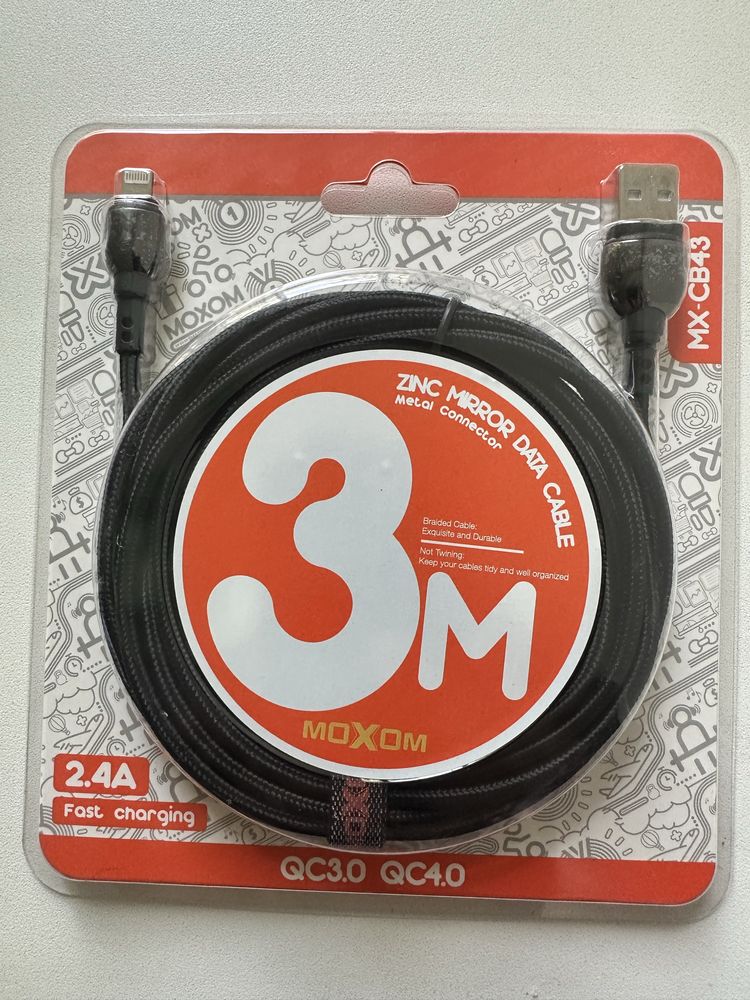 MX-CB43
MOXOM
ZINC MIRROR DATA CABLE
Metal connector
3M
Braided Cable:
Exquisite and Durable
Not Twining:
Keep your cables tidy and well organized
MOXOM
2.4A
Fast charging
QC3.0 QC4.0